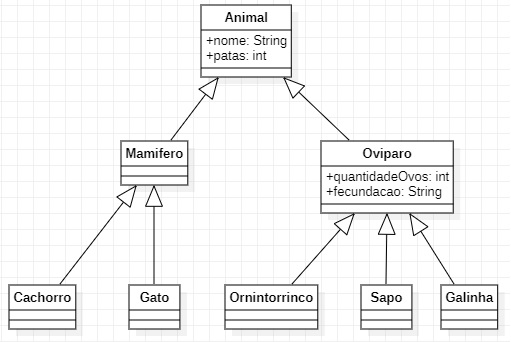 Animal
+nome: String
+patas: int
Mamifero
Oviparo
+quantidadeOvos: int
+fecundacao: String
Cachorro
Gato
Ornintorrinco
Sapo
Galinha